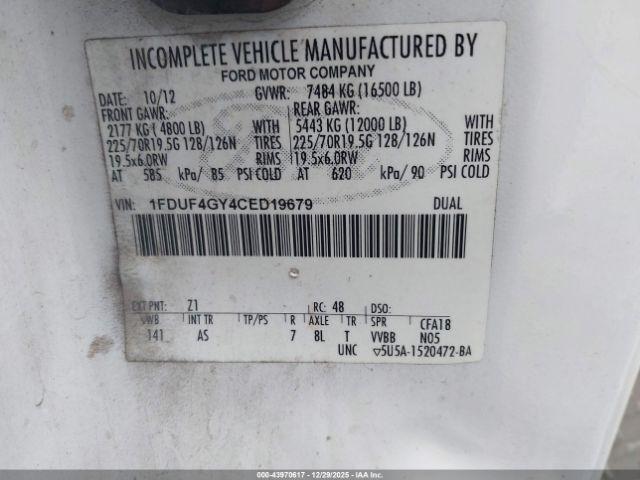 INCOMPLETE VEHICLE MANUFACTURED BY
FORD MOTOR COMPANY
DATE: 10/12 GVWR: 7484 KG (16500 LB)
FRONT GAWR: REAR GAWR:
2177 KG ( 4800 LB) WITH 5443 KG (12000 LB) WITH
225/70R19.5G 128/126N TIRES 225/70R19.5G 128/126N TIRES
19.5x6.0RW RIMS 19.5x6.0RW RIMS
AT 585 kPa/ 85 PSI COLD AT 620 kPa/ 90 PSI COLD
VIN: 1FDUF4GY4CED19679 DUAL
EXT PNT: Z1 RC: 48 DSO:
WB INT TR TP/PS R AXLE TR SPR CFA18
141 AS 7 8L T VVBB N05
UNC ▽5U5A-1520472-BA
000-43970617 - 12/29/2025 - IAAI.com